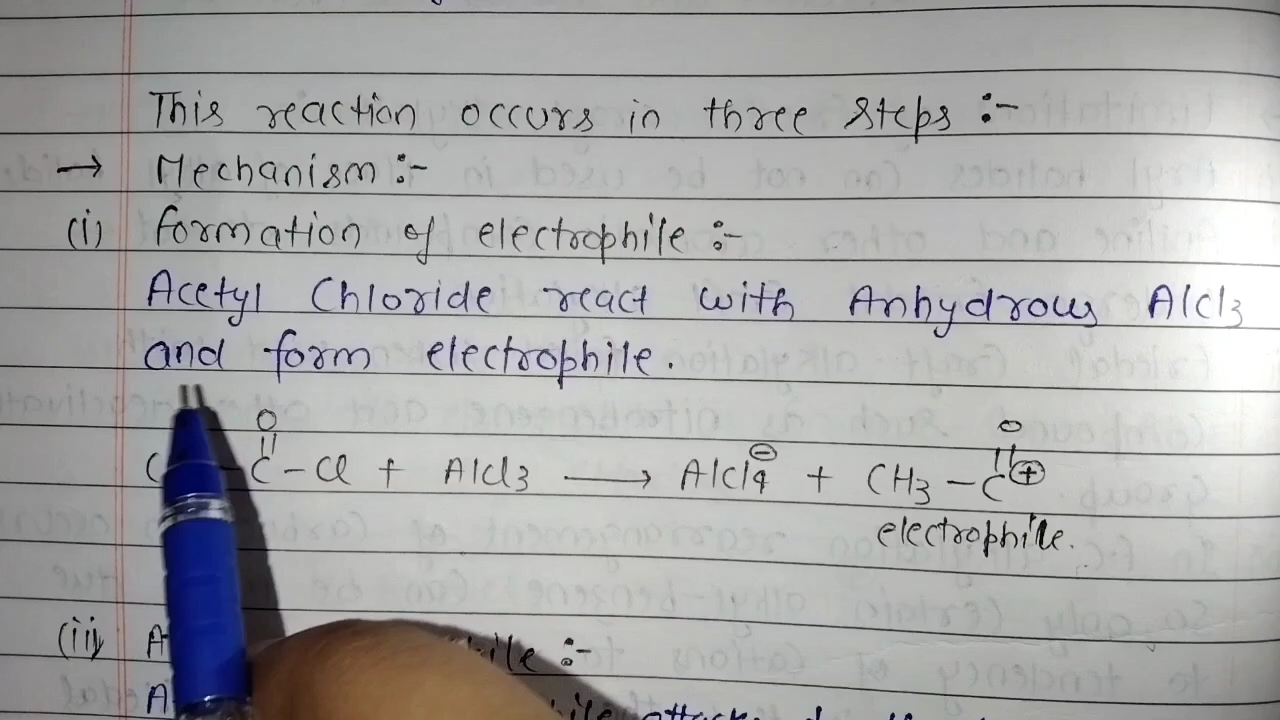 This reaction occurs in three steps :-
→ Mechanism :-
(i) formation of electrophile :-
Acetyl Chloride react with Anhydrous AlCl3
and form electrophile.
O O
C – C – Cl + AlCl3 ⟶ AlCl4⊖ + CH3 – C⊕
electrophile.
(ii) A :-
A attacks